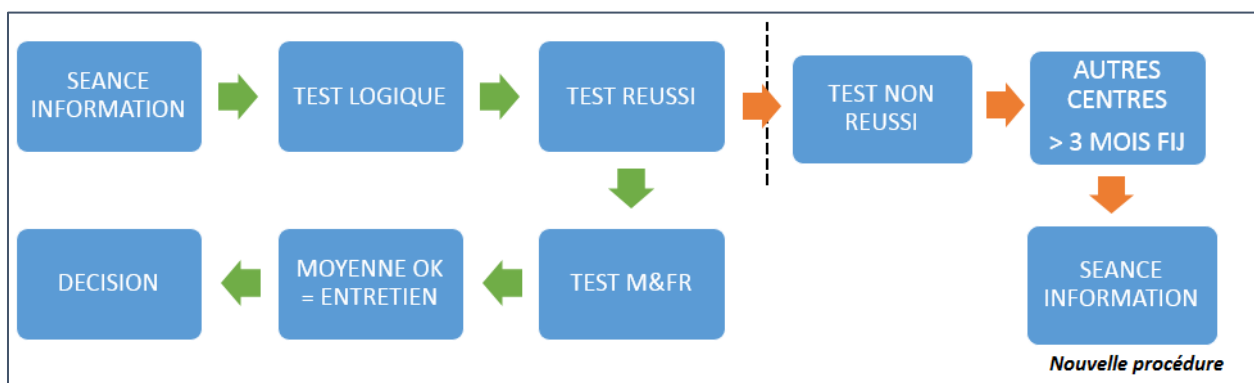 SEANCE
INFORMATION
TEST LOGIQUE
TEST REUSSI
TEST NON
REUSSI
AUTRES
CENTRES
> 3 MOIS FIJ
DECISION
MOYENNE OK
= ENTRETIEN
TEST M&FR
SEANCE
INFORMATION
Nouvelle procédure